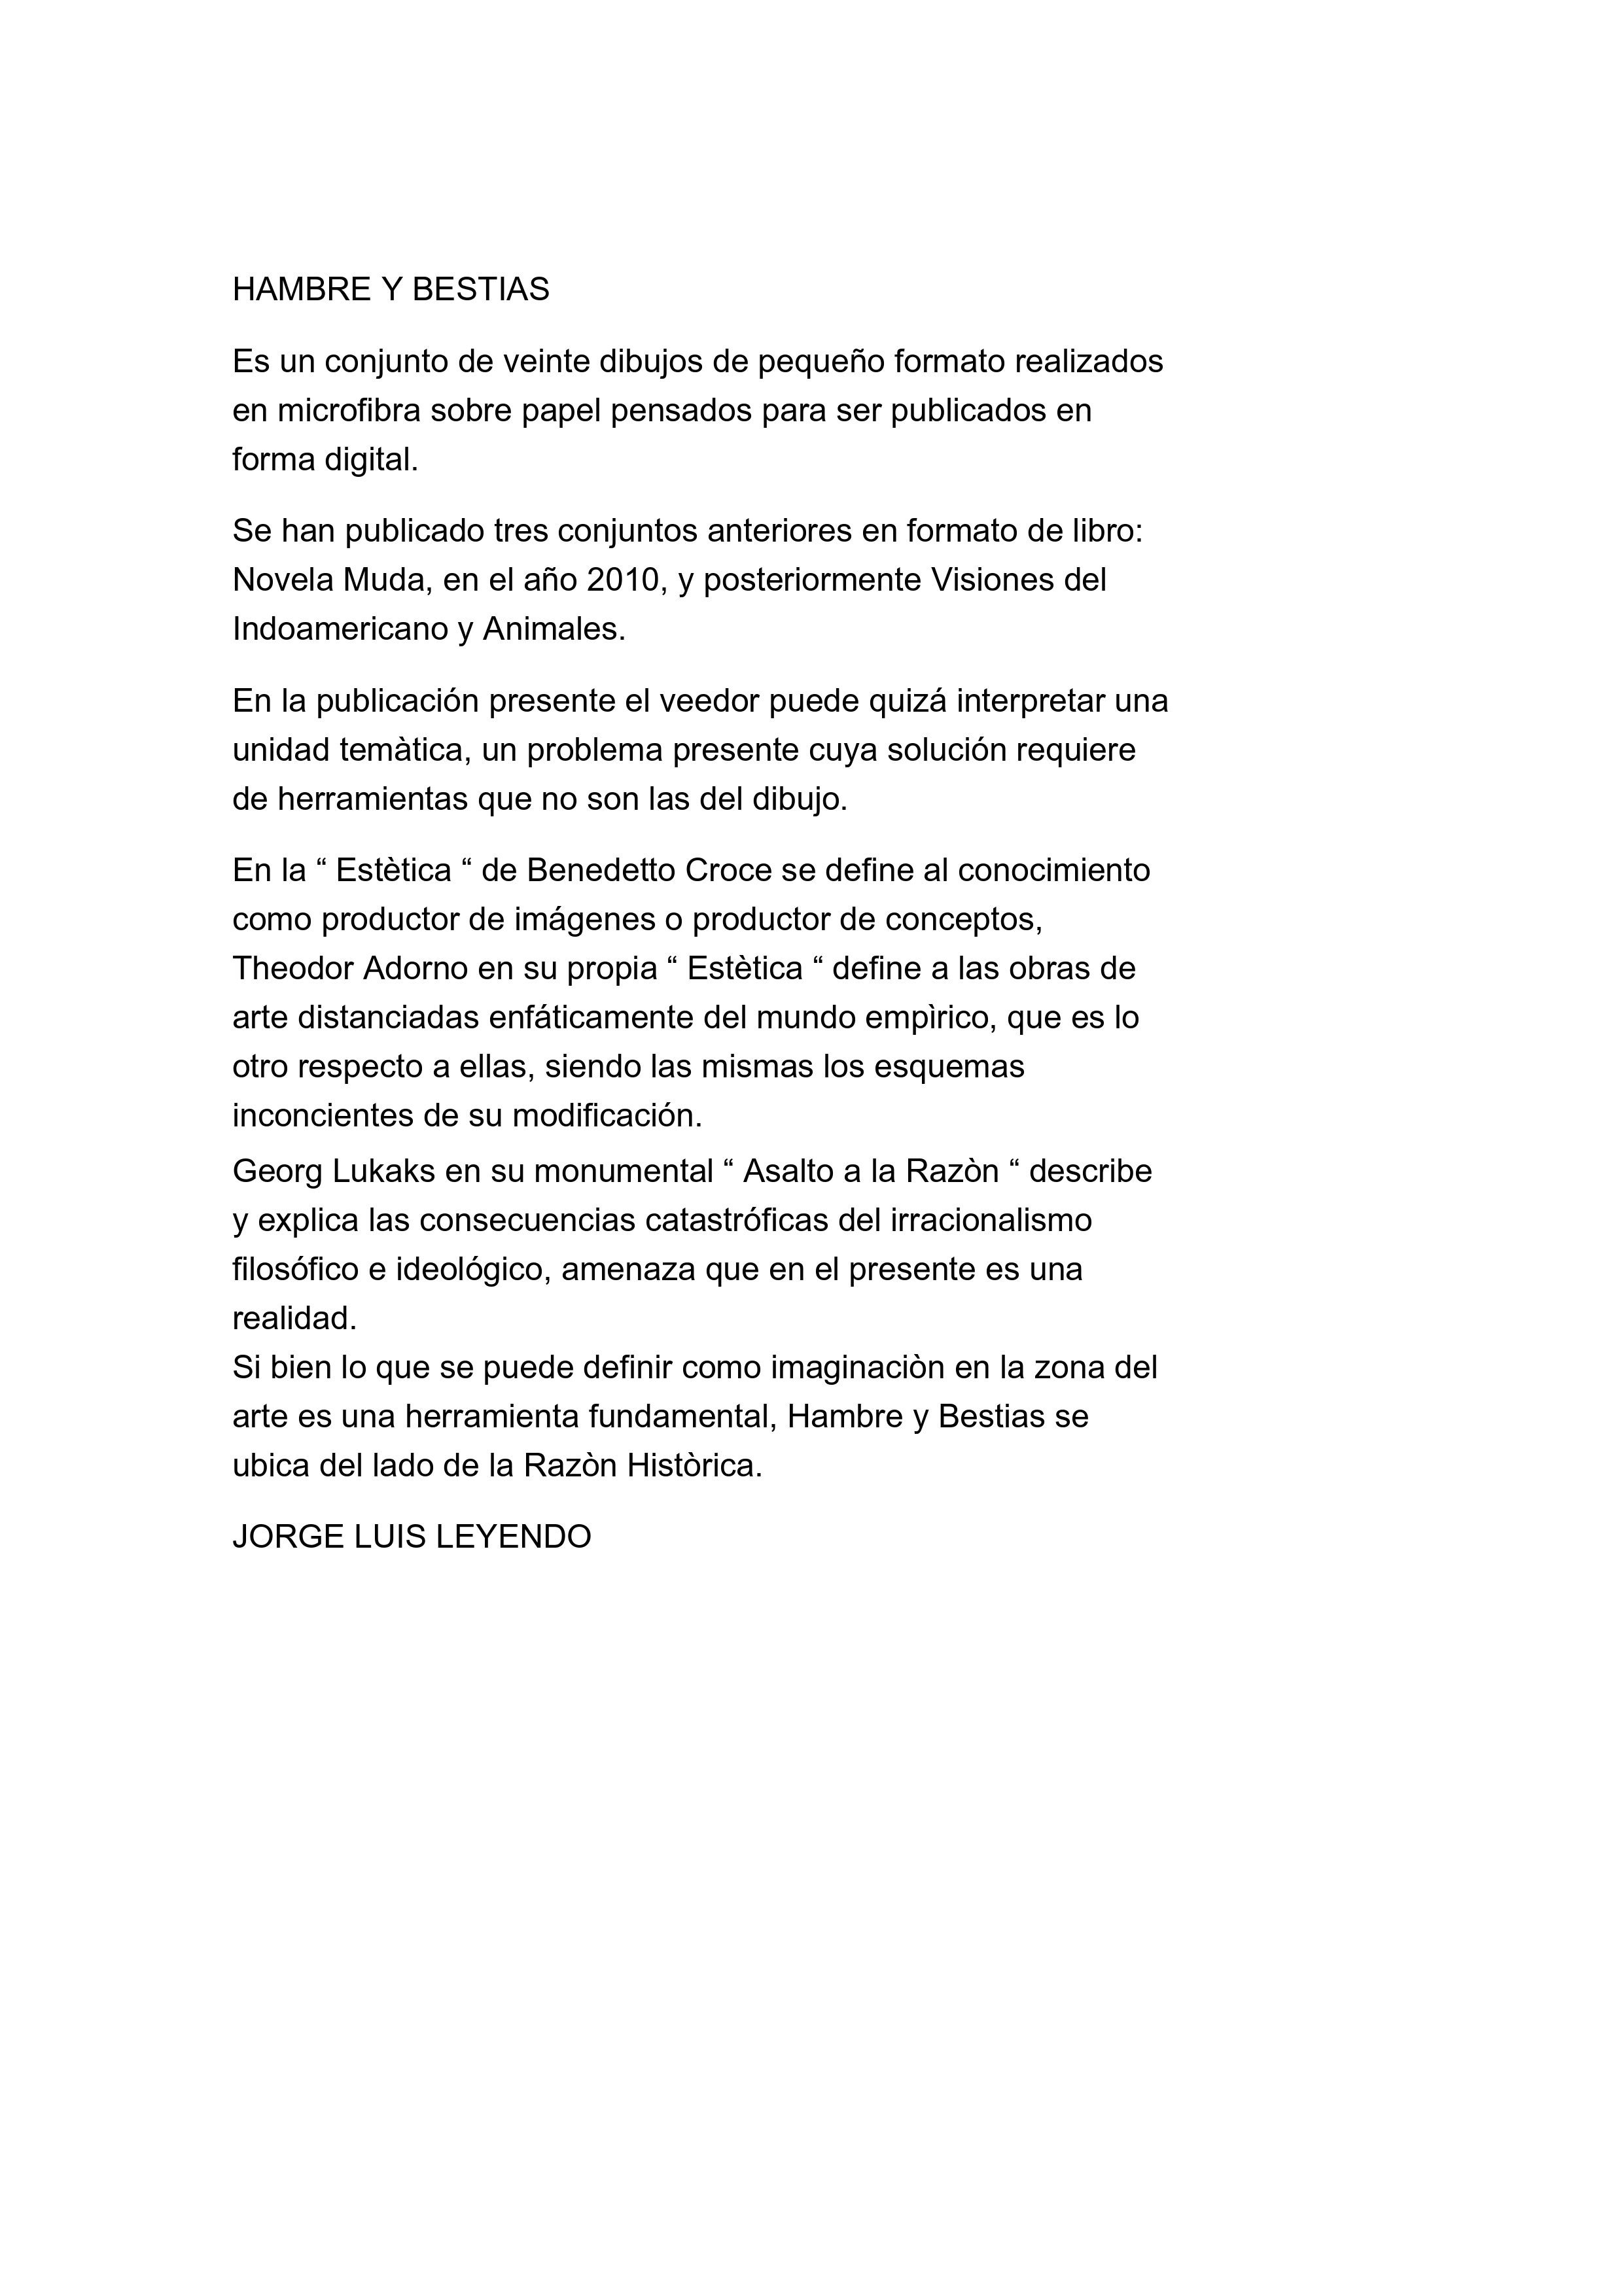 HAMBRE Y BESTIAS
Es un conjunto de veinte dibujos de pequeño formato realizados
en microfibra sobre papel pensados para ser publicados en
forma digital.
Se han publicado tres conjuntos anteriores en formato de libro:
Novela Muda, en el año 2010, y posteriormente Visiones del
Indoamericano y Animales.
En la publicación presente el veedor puede quizá interpretar una
unidad temàtica, un problema presente cuya solución requiere
de herramientas que no son las del dibujo.
En la “ Estètica “ de Benedetto Croce se define al conocimiento
como productor de imágenes o productor de conceptos,
Theodor Adorno en su propia “ Estètica “ define a las obras de
arte distanciadas enfáticamente del mundo empìrico, que es lo
otro respecto a ellas, siendo las mismas los esquemas
inconcientes de su modificación.
Georg Lukaks en su monumental “ Asalto a la Razòn “ describe
y explica las consecuencias catastróficas del irracionalismo
filosófico e ideológico, amenaza que en el presente es una
realidad.
Si bien lo que se puede definir como imaginaciòn en la zona del
arte es una herramienta fundamental, Hambre y Bestias se
ubica del lado de la Razòn Històrica.
JORGE LUIS LEYENDO